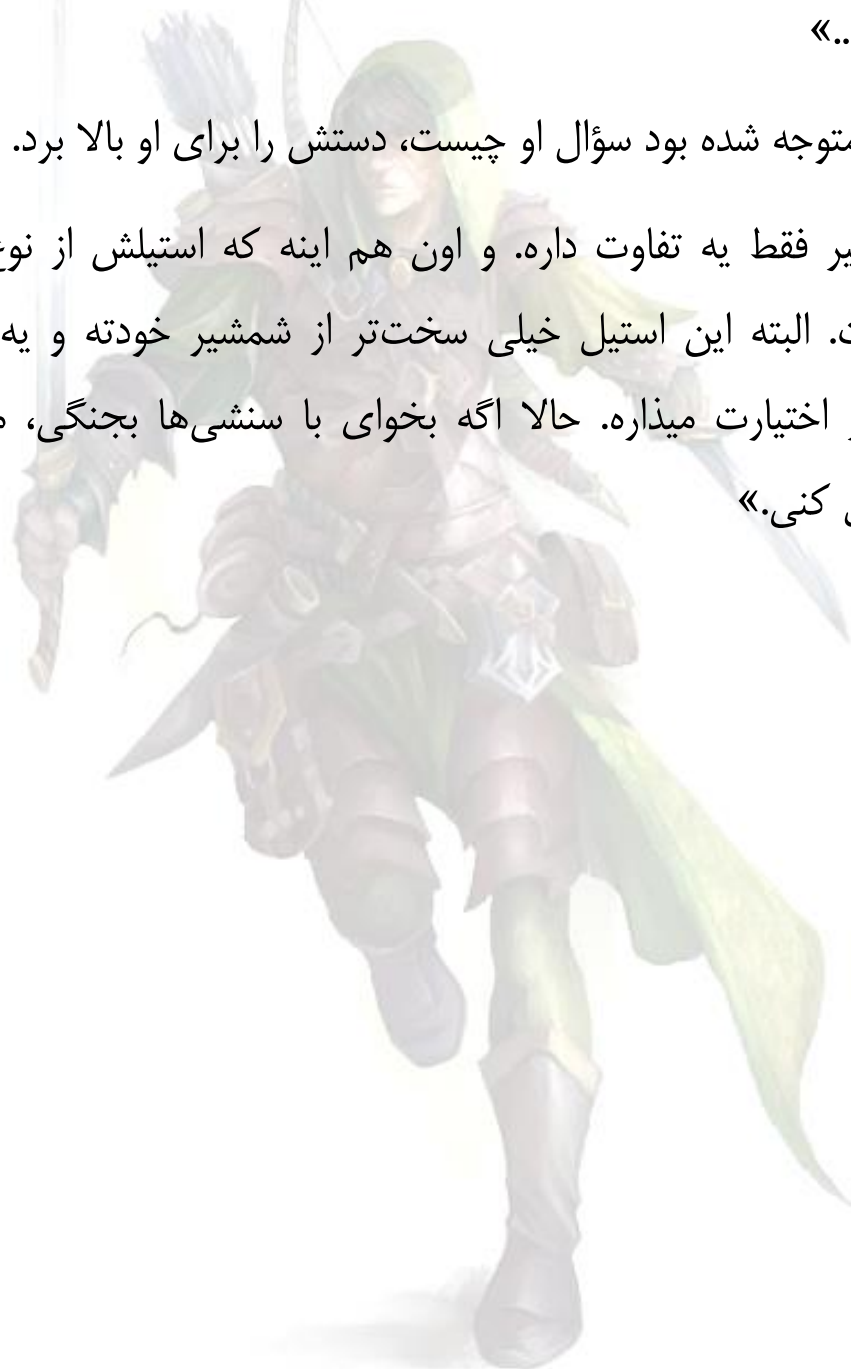 ..»
متوجه شده بود سؤال او چیست، دستش را برای او بالا برد.
فقط یه تفاوت داره. و اون هم اینه که استیلش از نوع
البته این استیل خیلی سخت‌تر از شمشیر خودته و یه
اختیارت میذاره. حالا اگه بخوای با سنشی‌ها بجنگی،
کنی.»